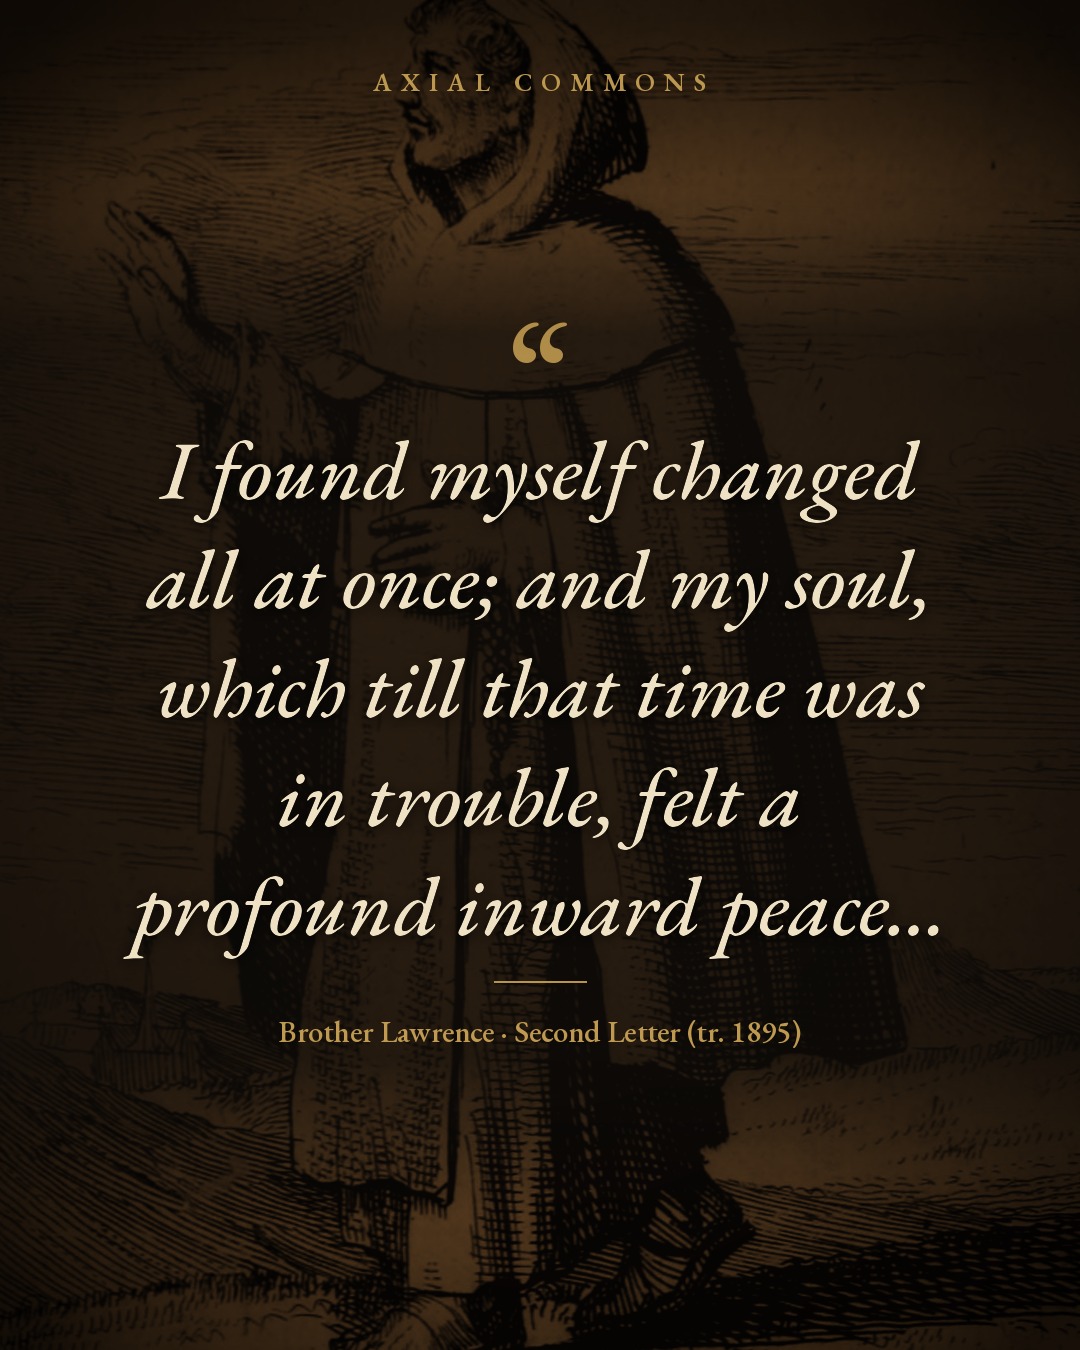 AXIAL COMMONS
“
I found myself changed
all at once; and my soul,
which till that time was
in trouble, felt a
profound inward peace...
Brother Lawrence · Second Letter (tr. 1895)